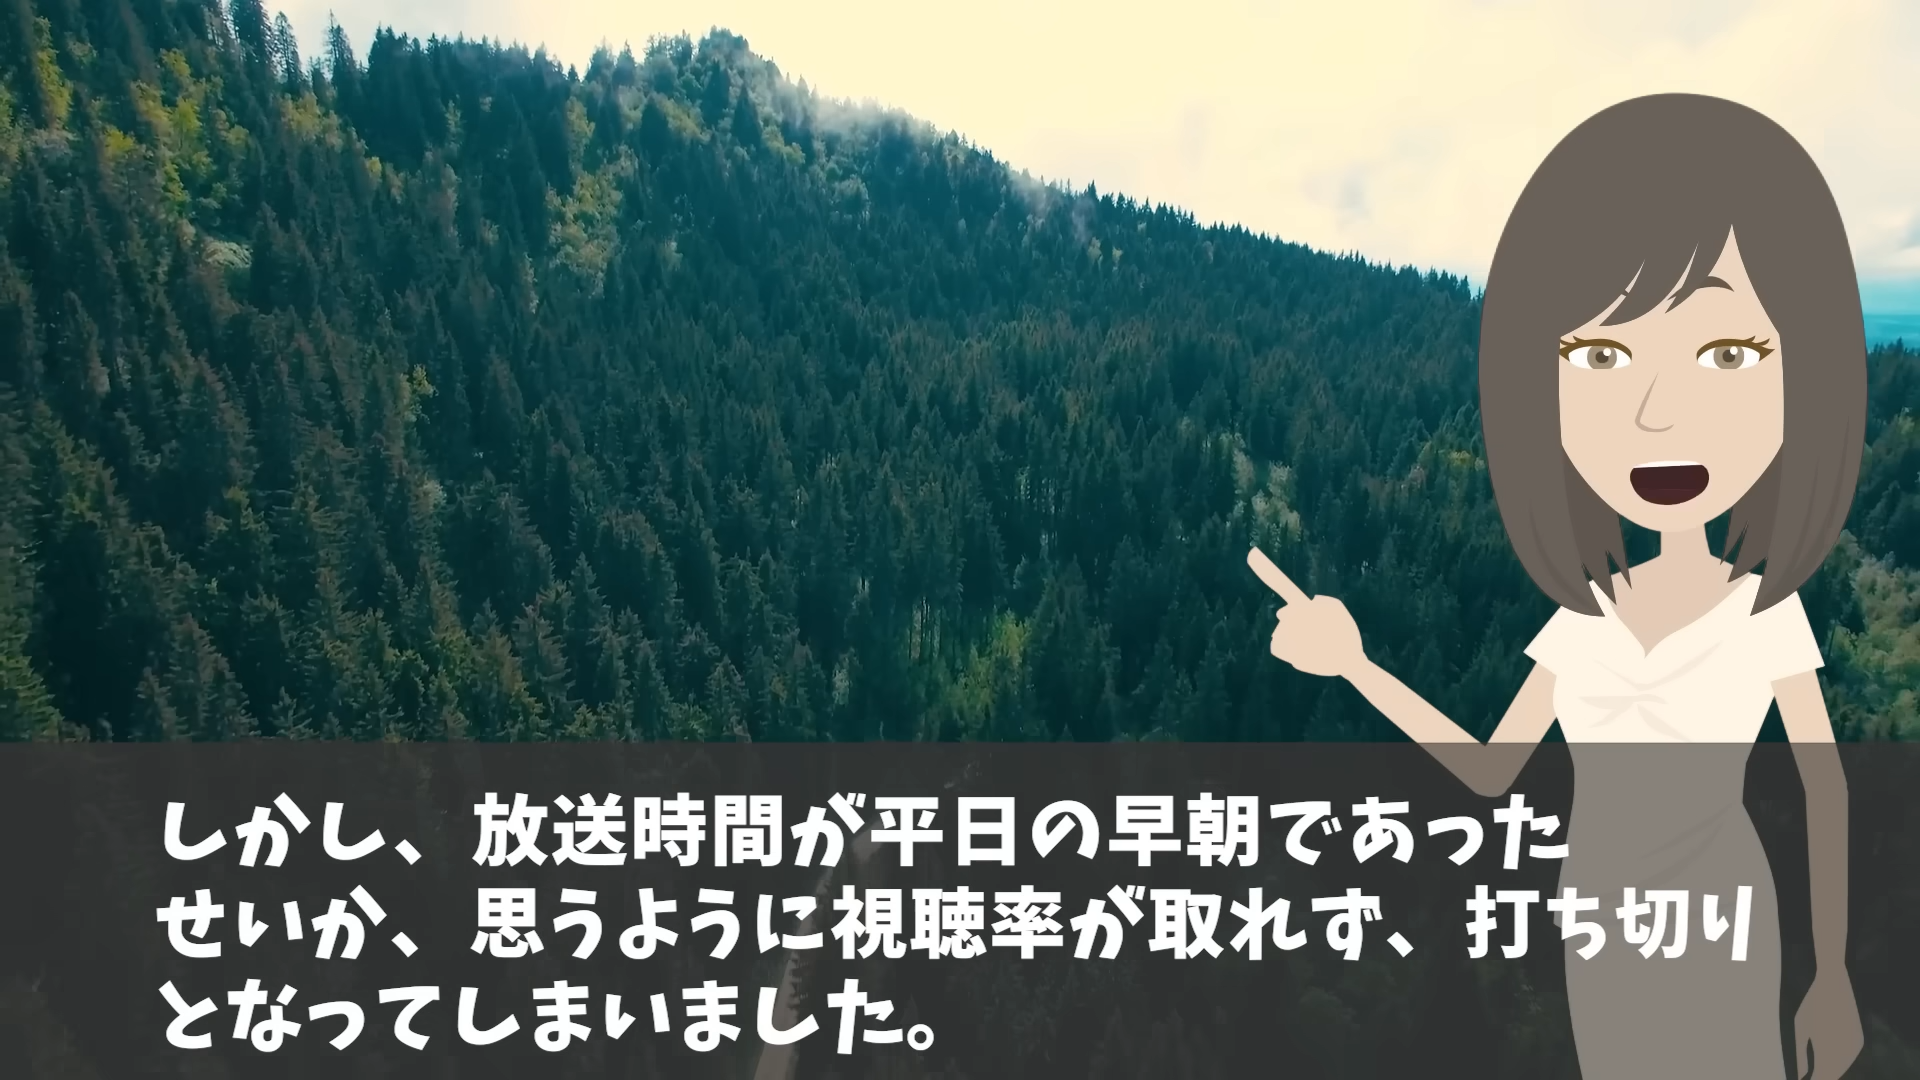 しかし、放送時間が平日の早朝であった
せいか、思うように視聴率が取れず、打ち切り
となってしまいました。